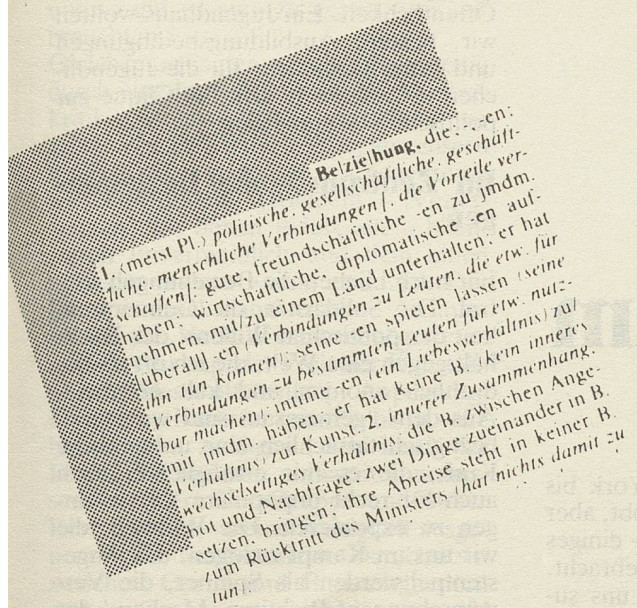 Be|zie|hung, die; -, -en:
1. (meist Pl.) politische, gesellschaftliche, geschäft-
liche, menschliche Verbindungen [, die Vorteile ver-
schaffen]: gute, freundschaftliche -en zu jmdm.
haben; wirtschaftliche, diplomatische -en auf-
nehmen, mit/zu einem Land unterhalten; er hat
[überall] -en (Verbindungen zu Leuten, die etw. für
ihn tun können); seine -en spielen lassen (seine
Verbindungen zu bestimmten Leuten für etw. nutz-
bar machen); intime -en (ein Liebesverhältnis) zu
mit jmdm. haben; er hat keine B. (kein inneres
Verhältnis) zur Kunst. 2. innerer Zusammenhang,
wechselseitiges Verhältnis: die B. zwischen Ange-
bot und Nachfrage; zwei Dinge zueinander in B.
setzen, bringen; ihre Abreise steht in keiner B.
zum Rücktritt des Ministers (hat nichts damit zu
tun);